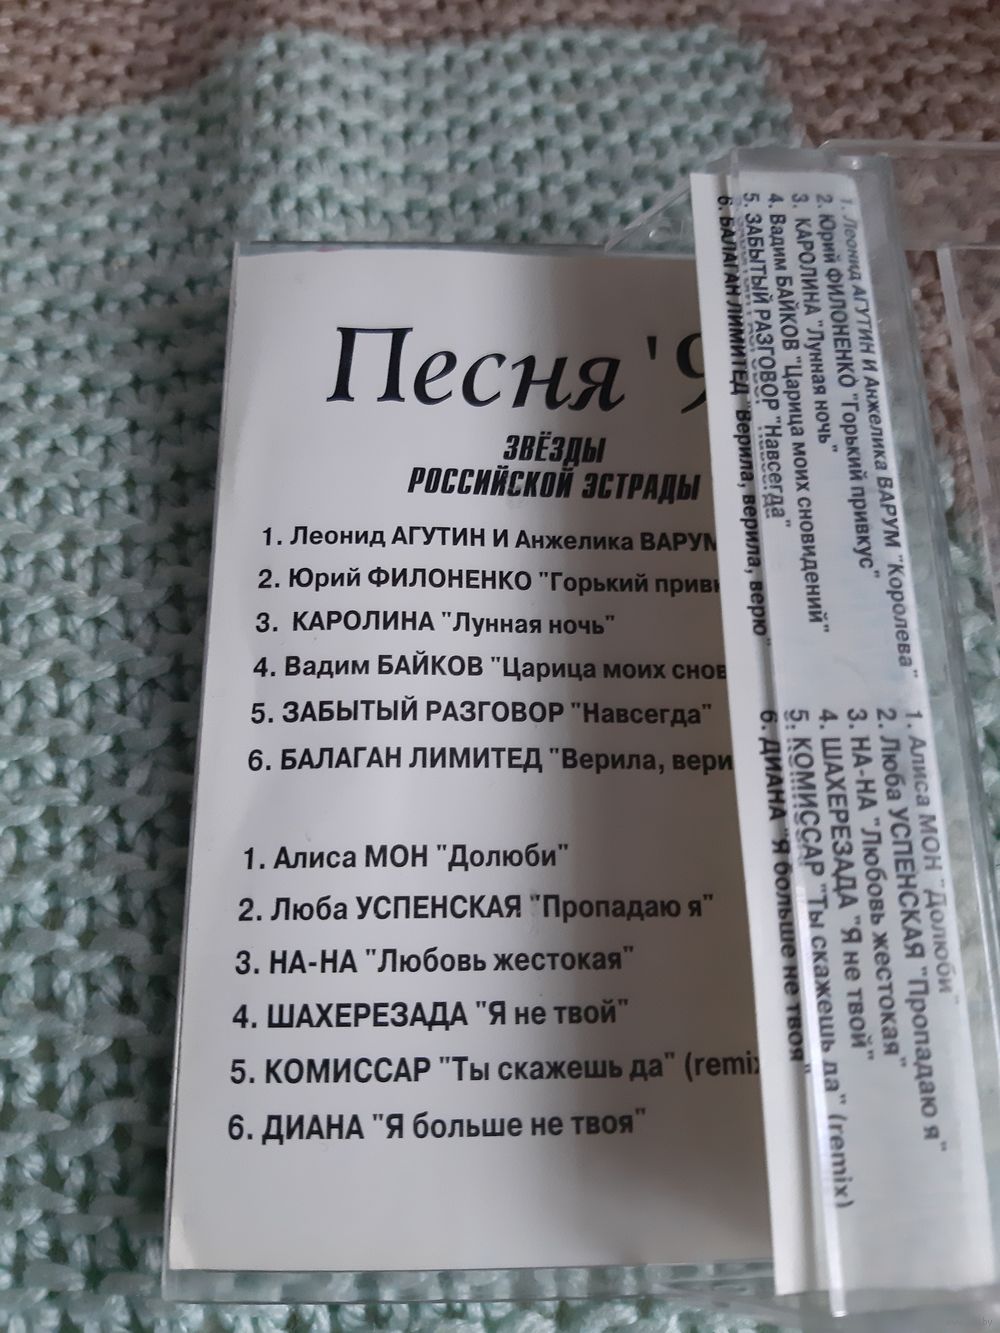 Песня '9
ЗВЁЗДЫ
РОССИЙСКОЙ ЭСТРАДЫ
1. Леонид АГУТИН И Анжелика ВАРУМ
2. Юрий ФИЛОНЕНКО "Горький привк
3. КАРОЛИНА "Лунная ночь"
4. Вадим БАЙКОВ "Царица моих снов
5. ЗАБЫТЫЙ РАЗГОВОР "Навсегда"
6. БАЛАГАН ЛИМИТЕД "Верила, вери
1. Алиса МОН "Долюби"
2. Люба УСПЕНСКАЯ "Пропадаю я"
3. НА-НА "Любовь жестокая"
4. ШАХЕРЕЗАДА "Я не твой"
5. КОМИССАР "Ты скажешь да" (remix
6. ДИАНА "Я больше не твоя"
1. Леонид АГУТИН И Анжелика ВАРУМ "Королева"
2. Юрий ФИЛОНЕНКО "Горький привкус"
3. КАРОЛИНА "Лунная ночь"
4. Вадим БАЙКОВ "Царица моих сновидений"
5. ЗАБЫТЫЙ РАЗГОВОР "Навсегда"
6. БАЛАГАН ЛИМИТЕД "Верила, верила, верю"
1. Алиса МОН "Долюби"
2. Люба УСПЕНСКАЯ "Пропадаю я"
3. НА-НА "Любовь жестокая"
4. ШАХЕРЕЗАДА "Я не твой"
5. КОМИССАР "Ты скажешь да" (remix)
6. ДИАНА "Я больше не твоя"